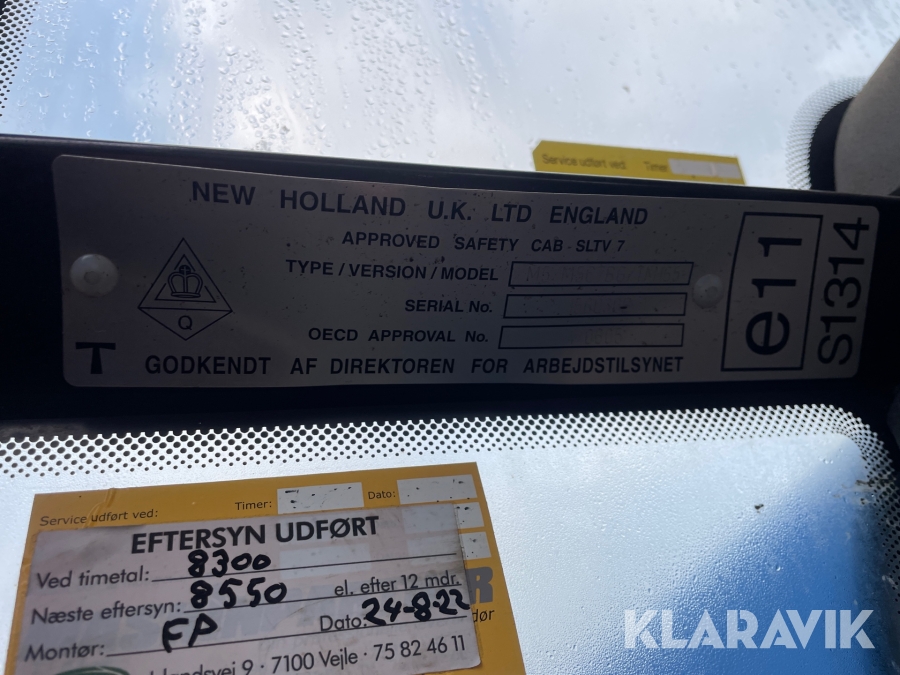 Service udført ved: Timer
NEW HOLLAND U.K. LTD ENGLAND
APPROVED SAFETY CAB - SLTV 7
TYPE / VERSION / MODEL
SERIAL No.
OECD APPROVAL No.
Q
T GODKENDT AF DIREKTOREN FOR ARBEJDSTILSYNET
e11
S1314
Service udført ved: Timer: Dato:
EFTERSYN UDFØRT
Ved timetal: 8300
Næste eftersyn: 8550 el. efter 12 mdr.
Montør: FP Dato: 24-8-22
9 · 7100 Vejle · 75 82 46 11
KLARAVIK